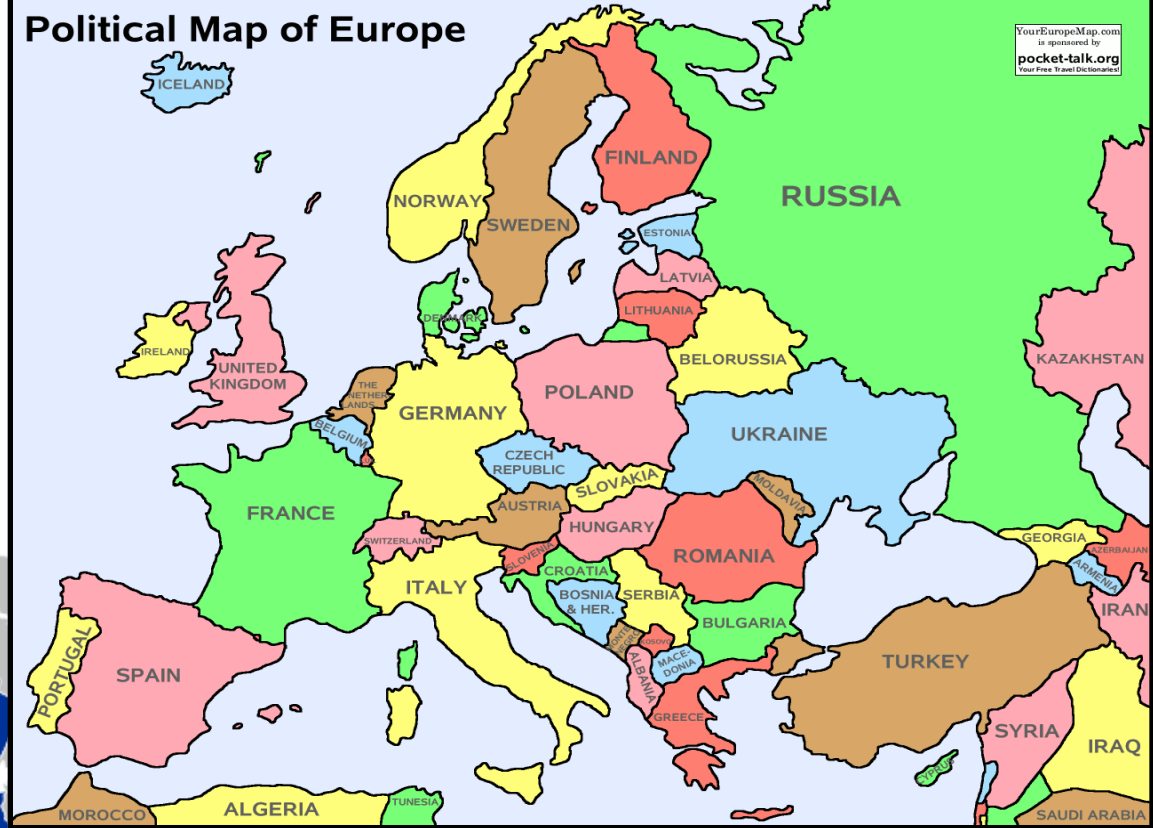 Political Map of Europe
YourEuropeMap.com
is sponsored by
pocket-talk.org
Your Free Travel Dictionaries!
ICELAND
FINLAND
RUSSIA
NORWAY
SWEDEN
ESTONIA
LATVIA
LITHUANIA
DENMARK
IRELAND
UNITED
KINGDOM
BELORUSSIA
KAZAKHSTAN
THE
NETHER
LANDS
POLAND
GERMANY
BELGIUM
UKRAINE
CZECH
REPUBLIC
SLOVAKIA
MOLDAVIA
FRANCE
AUSTRIA
HUNGARY
SWITZERLAND
SLOVENIA
ROMANIA
GEORGIA
AZERBAIJAN
ARMENIA
CROATIA
ITALY
BOSNIA
& HER.
SERBIA
IRAN
BULGARIA
MONTE
NEGRO
KOSOVO
PORTUGAL
SPAIN
ALBANIA
MACE-
DONIA
TURKEY
GREECE
SYRIA
IRAQ
CYPRUS
MOROCCO
ALGERIA
TUNESIA
SAUDI ARABIA